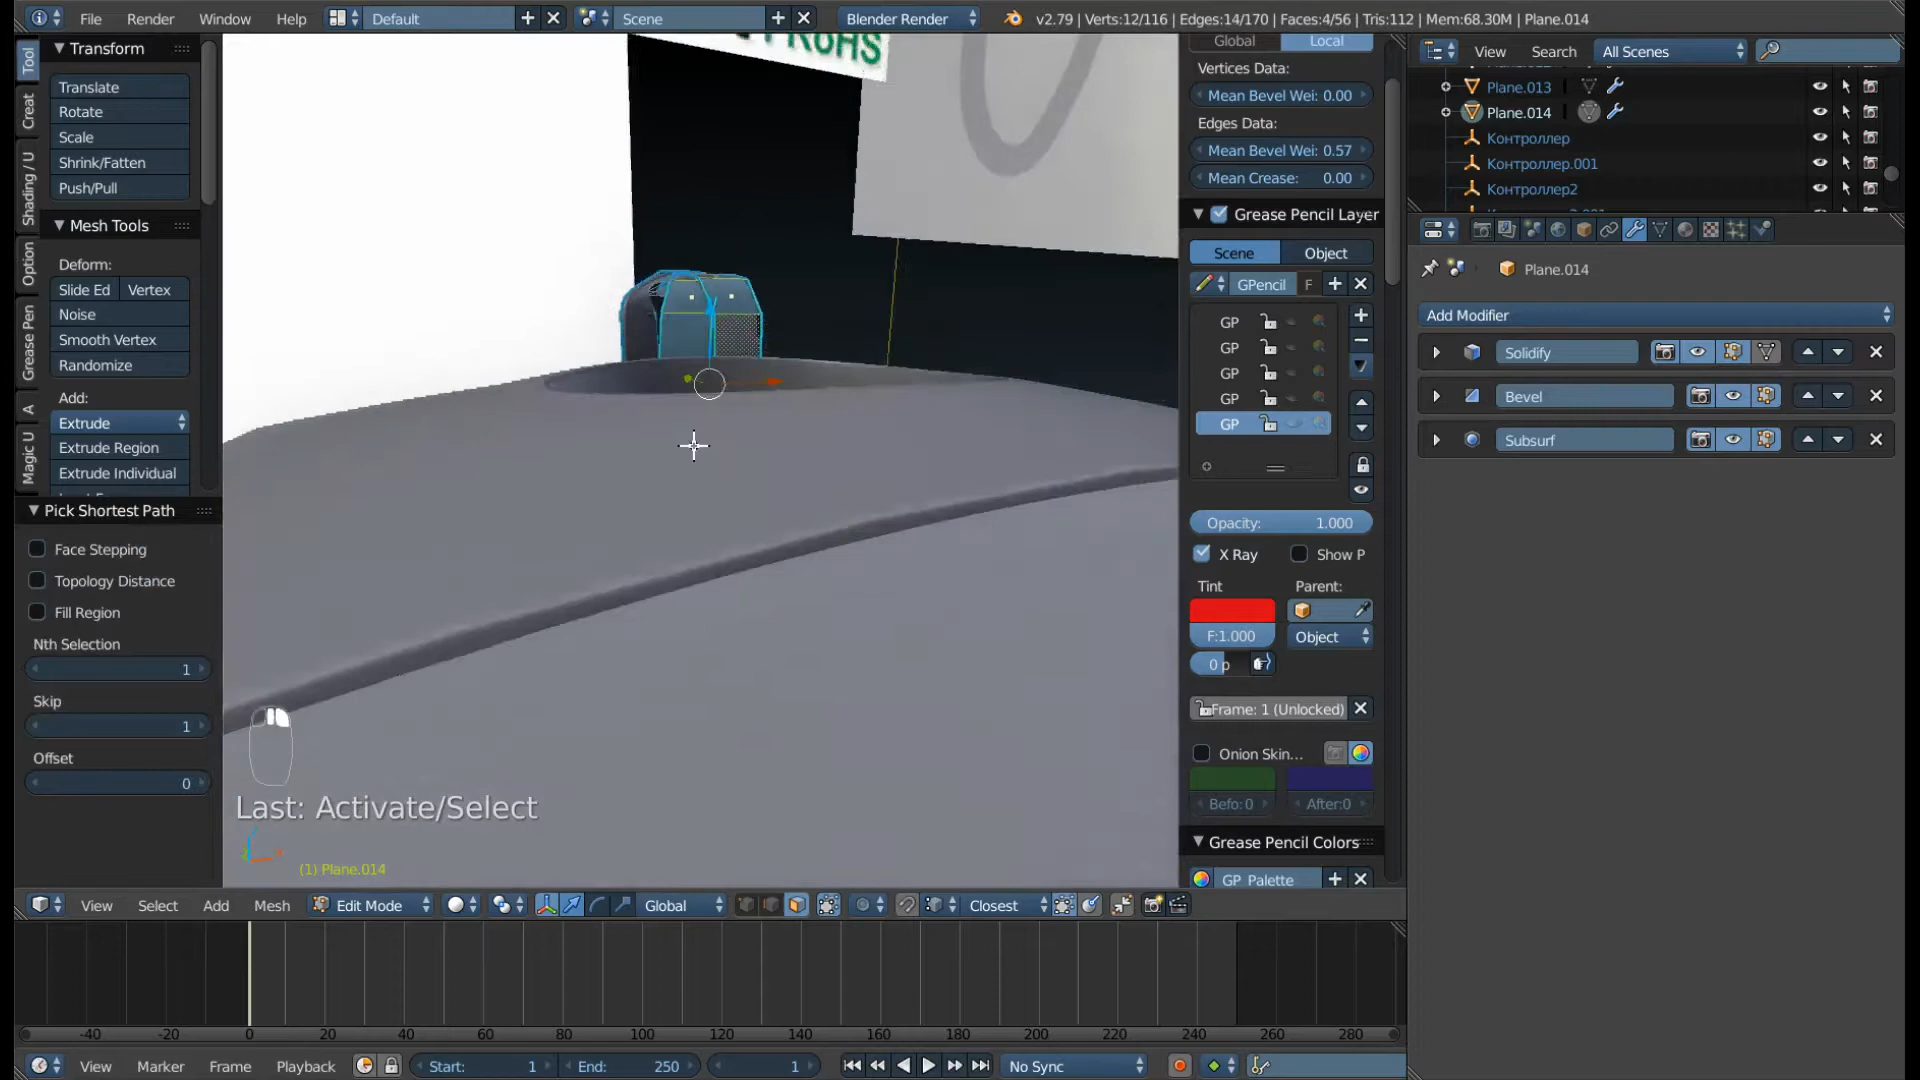 File Render Window Help Default Scene Blender Render v2.79 | Verts:12/116 | Edges:14/170 | Faces:4/56 | Tris:112 | Mem:68.30M | Plane.014
Transform
Translate
Rotate
Scale
Shrink/Fatten
Push/Pull
Mesh Tools
Deform:
Slide Ed Vertex
Noise
Smooth Vertex
Randomize
Add:
Extrude
Extrude Region
Extrude Individual
Tool
Creat
Shading / U
Option
Grease Pen
A
Magic U
Pick Shortest Path
Face Stepping
Topology Distance
Fill Region
Nth Selection
1
Skip
1
Offset
0
Last: Activate/Select
(1) Plane.014
Global Local
Vertices Data:
Mean Bevel Wei: 0.00
Edges Data:
Mean Bevel Wei: 0.57
Mean Crease: 0.00
Grease Pencil Layer
Scene Object
GPencil F
GP
GP
GP
GP
GP
Opacity: 1.000
X Ray Show P
Tint Parent:
F:1.000 Object
0 p
Frame: 1 (Unlocked)
Onion Skin...
Befo:0 After:0
Grease Pencil Colors
GP_Palette
View Search All Scenes
Plane.013
Plane.014
Контроллер
Контроллер.001
Контроллер2
Plane.014
Add Modifier
Solidify
Bevel
Subsurf
View Select Add Mesh Edit Mode Global Closest
-40 -20 0 20 40 60 80 100 120 140 160 180 200 220 240 260 280
View Marker Frame Playback Start: 1 End: 250 1 No Sync